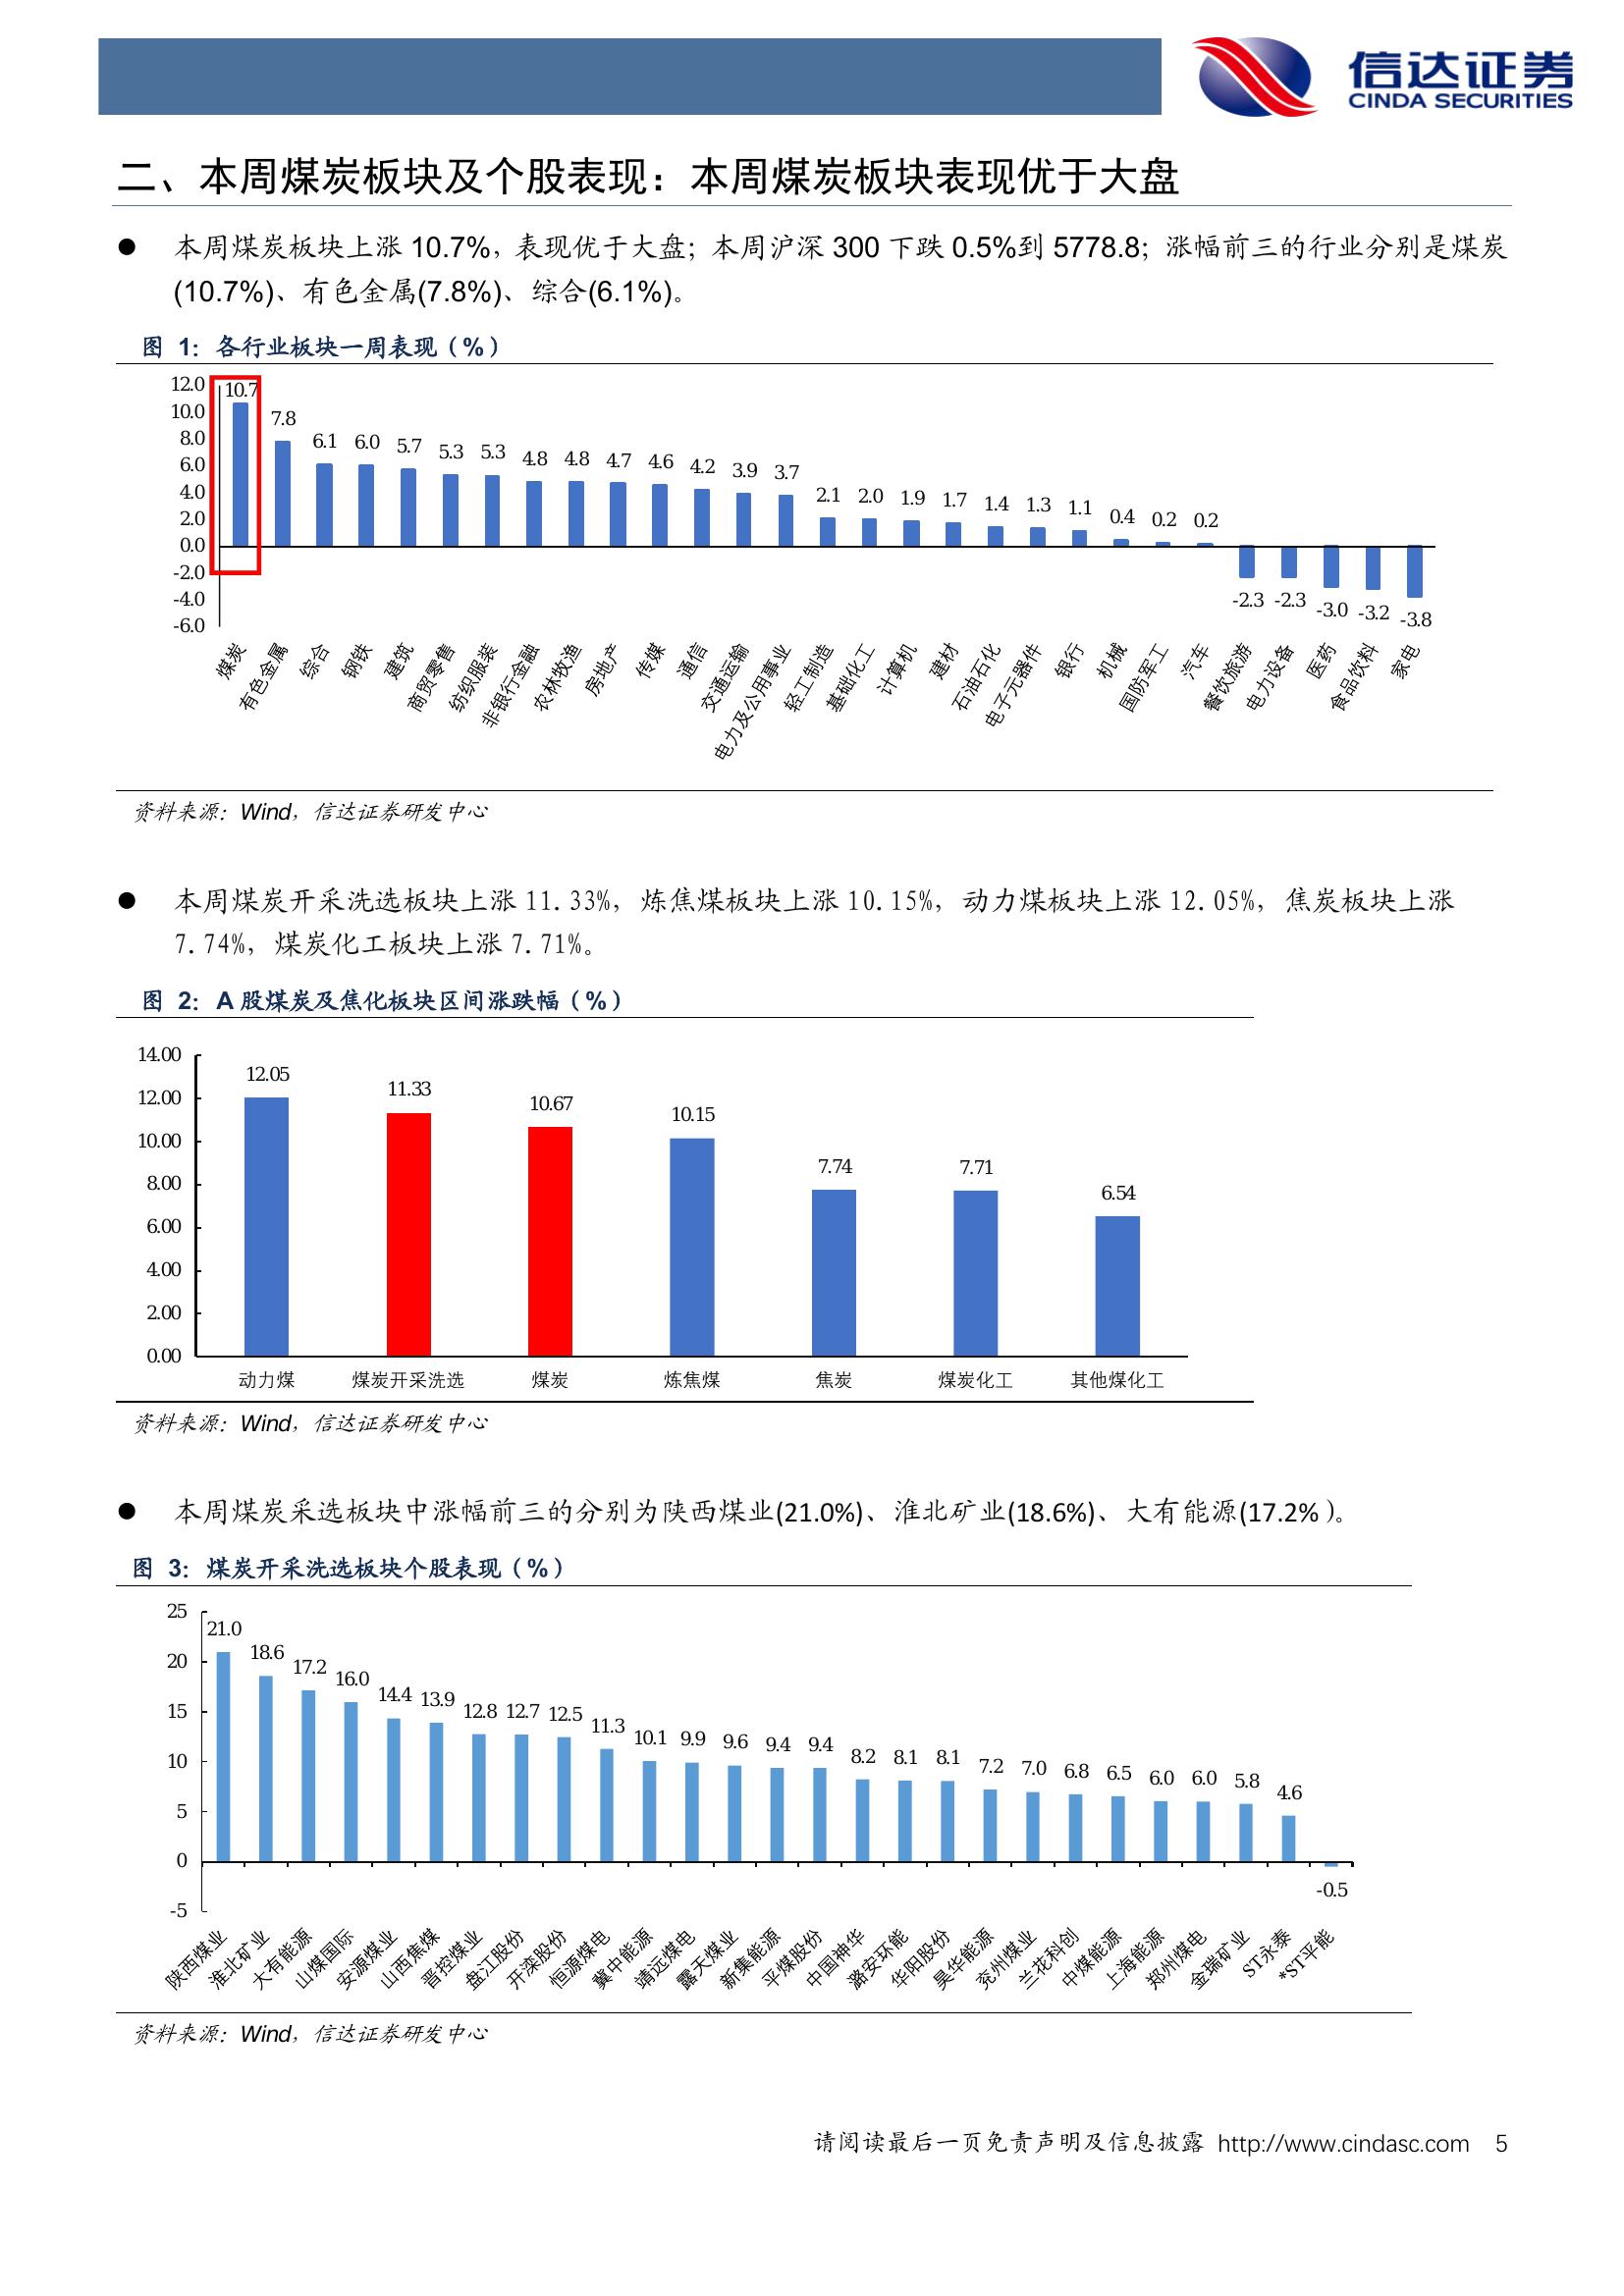 信达证券
CINDA SECURITIES
二、本周煤炭板块及个股表现：本周煤炭板块表现优于大盘
● 本周煤炭板块上涨 10.7%，表现优于大盘；本周沪深 300 下跌 0.5%到 5778.8；涨幅前三的行业分别是煤炭
(10.7%)、有色金属(7.8%)、综合(6.1%)。
图 1：各行业板块一周表现（%）
12.0
10.0
8.0
6.0
4.0
2.0
0.0
-2.0
-4.0
-6.0
10.7 7.8 6.1 6.0 5.7 5.3 5.3 4.8 4.8 4.7 4.6 4.2 3.9 3.7 2.1 2.0 1.9 1.7 1.4 1.3 1.1 0.4 0.2 0.2 -2.3 -2.3 -3.0 -3.2 -3.8
煤炭 有色金属 综合 钢铁 建筑 商贸零售 纺织服装 非银行金融 农林牧渔 房地产 传媒 通信 交通运输 电力及公用事业 轻工制造 基础化工 计算机 建材 石油石化 电子元器件 银行 机械 国防军工 汽车 餐饮旅游 电力设备 医药 食品饮料 家电
资料来源：Wind，信达证券研发中心
● 本周煤炭开采洗选板块上涨 11.33%，炼焦煤板块上涨 10.15%，动力煤板块上涨 12.05%，焦炭板块上涨
7.74%，煤炭化工板块上涨 7.71%。
图 2：A 股煤炭及焦化板块区间涨跌幅（%）
14.00
12.00
10.00
8.00
6.00
4.00
2.00
0.00
12.05 11.33 10.67 10.15 7.74 7.71 6.54
动力煤 煤炭开采洗选 煤炭 炼焦煤 焦炭 煤炭化工 其他煤化工
资料来源：Wind，信达证券研发中心
● 本周煤炭采选板块中涨幅前三的分别为陕西煤业(21.0%)、淮北矿业(18.6%)、大有能源(17.2%）。
图 3：煤炭开采洗选板块个股表现（%）
25
20
15
10
5
0
-5
21.0 18.6 17.2 16.0 14.4 13.9 12.8 12.7 12.5 11.3 10.1 9.9 9.6 9.4 9.4 8.2 8.1 8.1 7.2 7.0 6.8 6.5 6.0 6.0 5.8 4.6 -0.5
陕西煤业 淮北矿业 大有能源 山煤国际 安源煤业 山西焦煤 晋控煤业 盘江股份 开滦股份 恒源煤电 冀中能源 靖远煤电 露天煤业 新集能源 平煤股份 中国神华 潞安环能 华阳股份 昊华能源 兖州煤业 兰花科创 中煤能源 上海能源 郑州煤电 金瑞矿业 ST永泰 *ST平能
资料来源：Wind，信达证券研发中心
请阅读最后一页免责声明及信息披露 http://www.cindasc.com 5